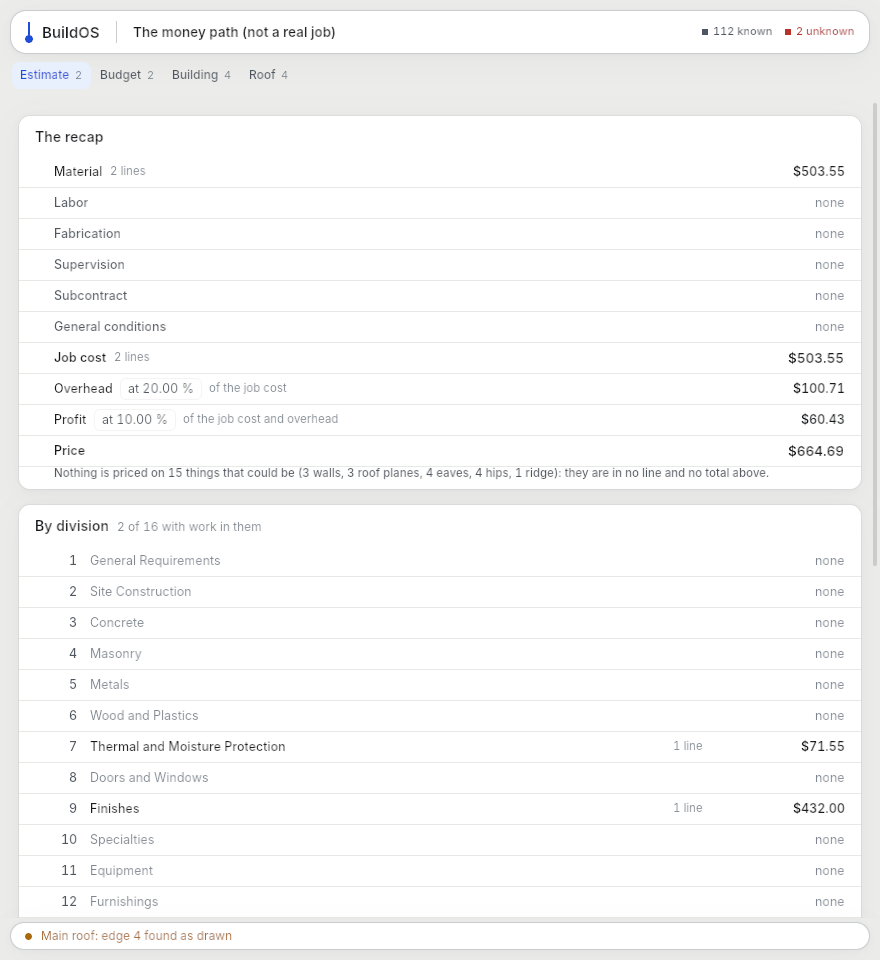 BuildOS The money path (not a real job) 112 known 2 unknown
Estimate 2 Budget 2 Building 4 Roof 4
The recap
Material 2 lines $503.55
Labor none
Fabrication none
Supervision none
Subcontract none
General conditions none
Job cost 2 lines $503.55
Overhead at 20.00 % of the job cost $100.71
Profit at 10.00 % of the job cost and overhead $60.43
Price $664.69
Nothing is priced on 15 things that could be (3 walls, 3 roof planes, 4 eaves, 4 hips, 1 ridge): they are in no line and no total above.
By division 2 of 16 with work in them
1 General Requirements none
2 Site Construction none
3 Concrete none
4 Masonry none
5 Metals none
6 Wood and Plastics none
7 Thermal and Moisture Protection 1 line $71.55
8 Doors and Windows none
9 Finishes 1 line $432.00
10 Specialties none
11 Equipment none
12 Furnishings none
Main roof: edge 4 found as drawn